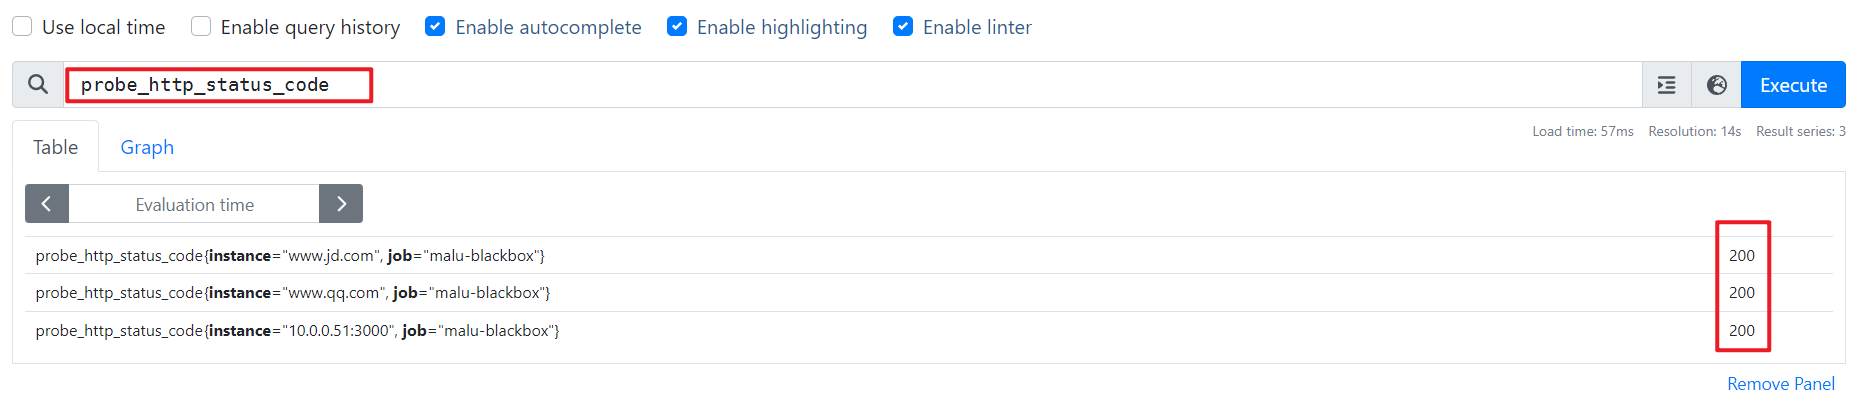 Use local time Enable query history Enable autocomplete Enable highlighting Enable linter
probe_http_status_code Execute
Table Graph Load time: 57ms Resolution: 14s Result series: 3
Evaluation time
probe_http_status_code{instance="www.jd.com", job="malu-blackbox"} 200
probe_http_status_code{instance="www.qq.com", job="malu-blackbox"} 200
probe_http_status_code{instance="10.0.0.51:3000", job="malu-blackbox"} 200
Remove Panel